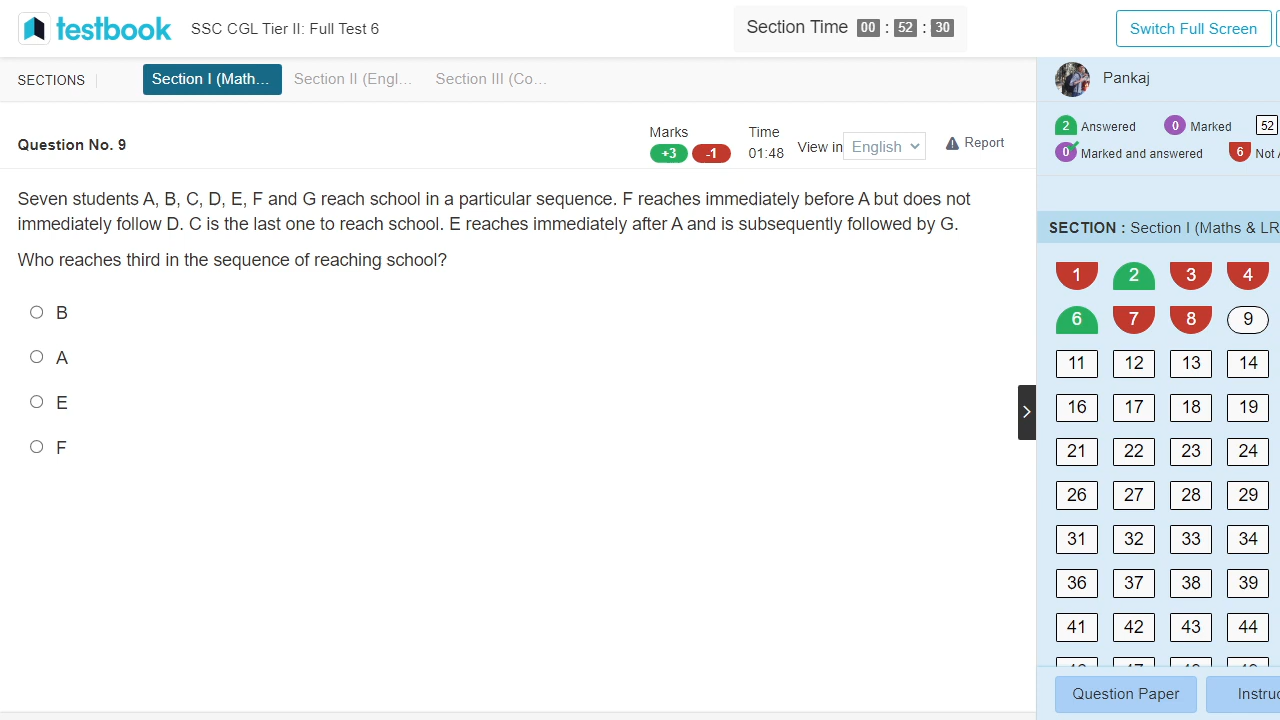 testbook SSC CGL Tier II: Full Test 6 Section Time 00 : 52 : 30 Switch Full Screen
SECTIONS Section I (Math... Section II (Engl... Section III (Co... Pankaj
Question No. 9 Marks +3 -1 Time 01:48 View in English Report
Seven students A, B, C, D, E, F and G reach school in a particular sequence. F reaches immediately before A but does not
immediately follow D. C is the last one to reach school. E reaches immediately after A and is subsequently followed by G.
Who reaches third in the sequence of reaching school?
B
A
E
F
2 Answered 0 Marked 52
0 Marked and answered 6 Not
SECTION : Section I (Maths & LR
1 2 3 4
6 7 8 9
11 12 13 14
16 17 18 19
21 22 23 24
26 27 28 29
31 32 33 34
36 37 38 39
41 42 43 44
Question Paper Instruc